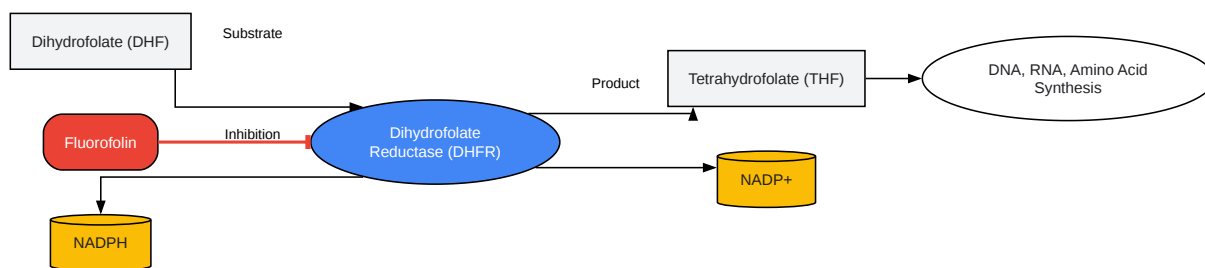 Dihydrofolate (DHF)
Substrate
Product
Tetrahydrofolate (THF)
DNA, RNA, Amino Acid
Synthesis
Fluorofolin
Inhibition
Dihydrofolate
Reductase (DHFR)
NADP+
NADPH